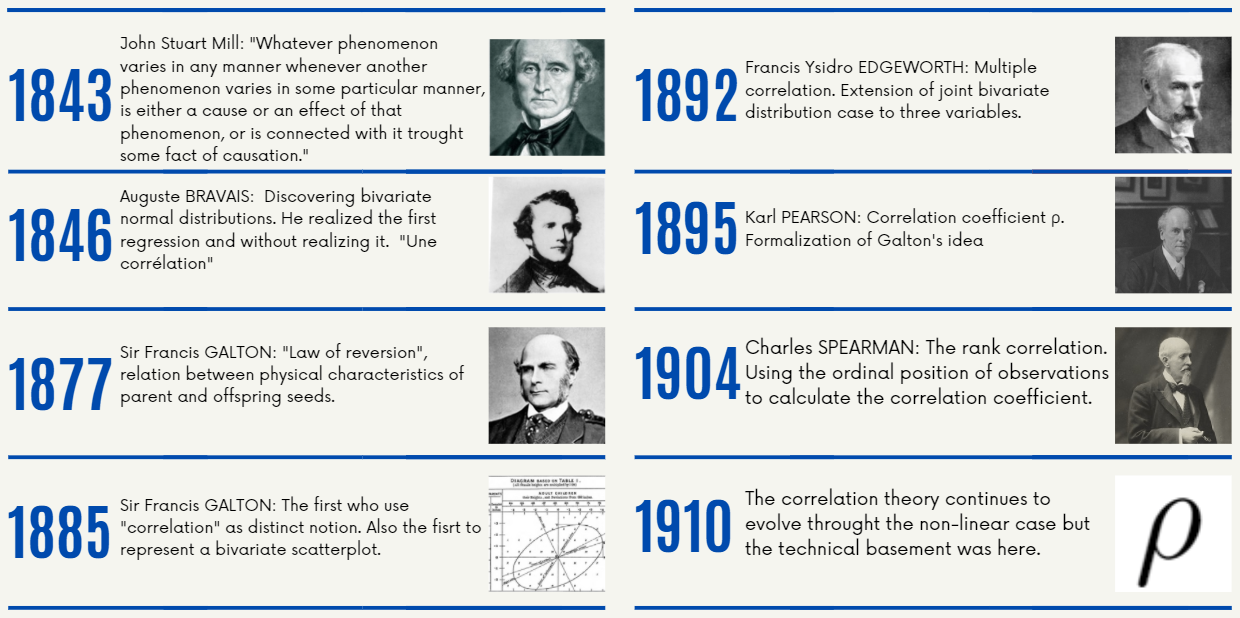 1843
John Stuart Mill: "Whatever phenomenon
varies in any manner whenever another
phenomenon varies in some particular manner,
is either a cause or an effect of that
phenomenon, or is connected with it trought
some fact of causation."
1846
Auguste BRAVAIS:  Discovering bivariate
normal distributions. He realized the first
regression and without realizing it.  "Une
corrélation"
1877
Sir Francis GALTON: "Law of reversion",
relation between physical characteristics of
parent and offspring seeds.
1885
Sir Francis GALTON: The first who use
"correlation" as distinct notion. Also the fisrt to
represent a bivariate scatterplot.
DIAGRAM BASED ON TABLE I.
ADULT CHILDREN
1892
Francis Ysidro EDGEWORTH: Multiple
correlation. Extension of joint bivariate
distribution case to three variables.
1895
Karl PEARSON: Correlation coefficient ρ.
Formalization of Galton's idea
1904
Charles SPEARMAN: The rank correlation.
Using the ordinal position of observations
to calculate the correlation coefficient.
1910
The correlation theory continues to
evolve throught the non-linear case but
the technical basement was here.
ρ